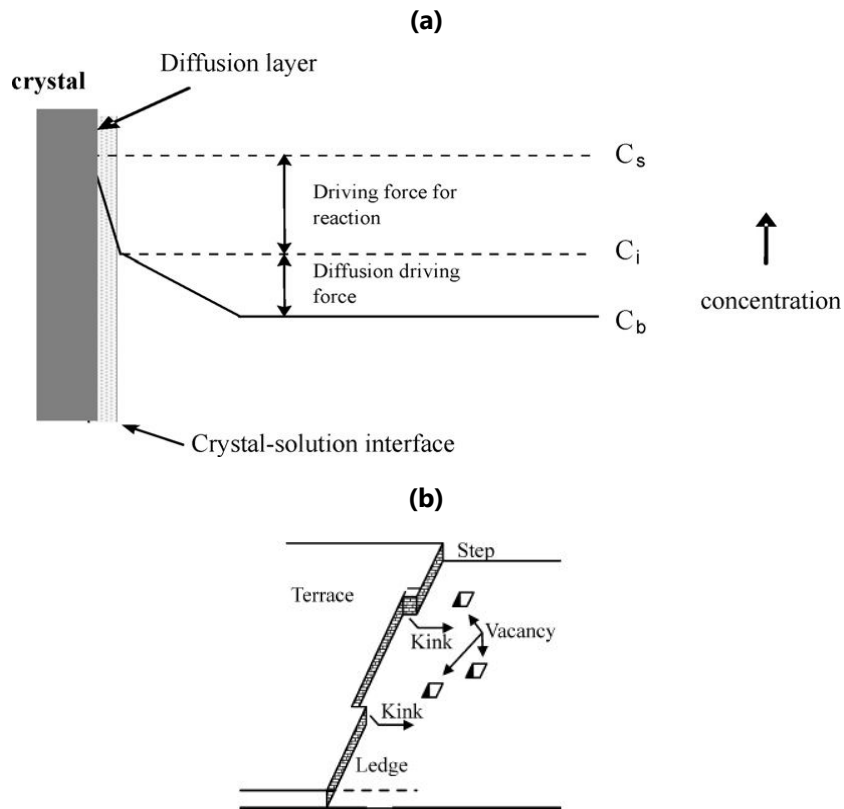 (a)
Diffusion layer
crystal
Cs
Driving force for
reaction
Ci
Diffusion driving
force
concentration
Cb
Crystal-solution interface
(b)
Step
Terrace
Vacancy
Kink
Kink
Ledge